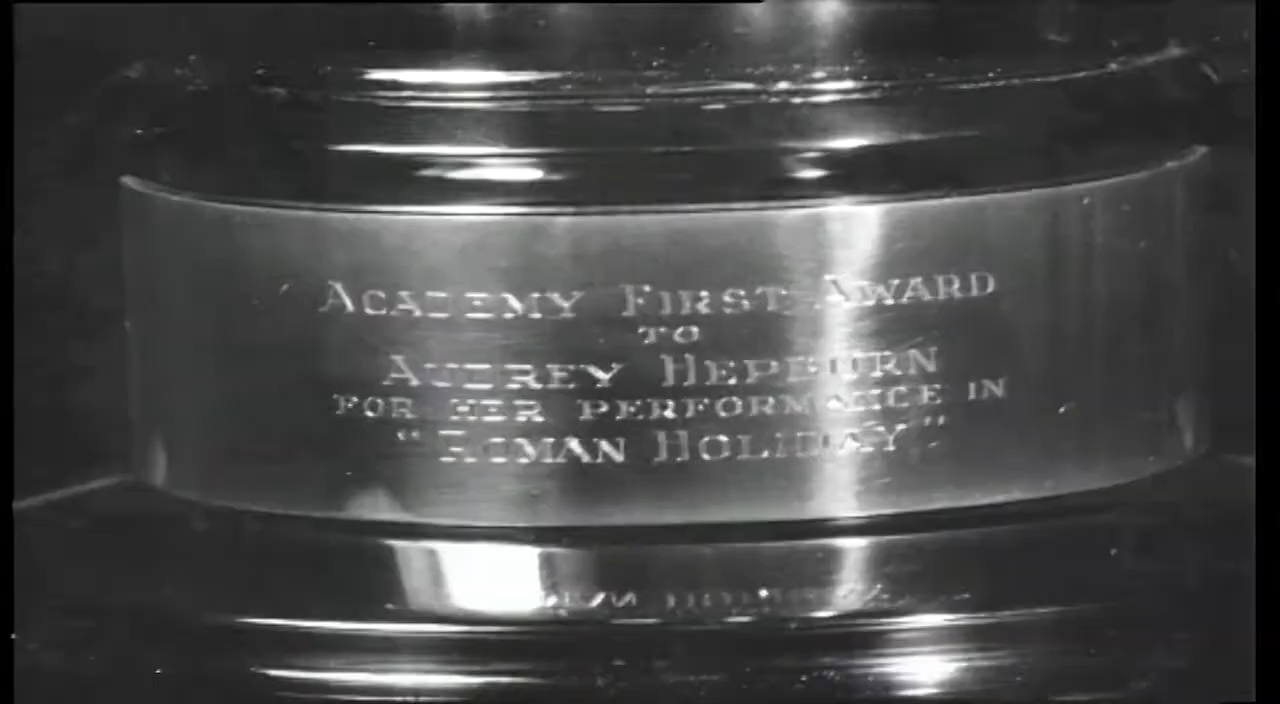 ACADEMY FIRST AWARD
TO
AUDREY HEPBURN
FOR HER PERFORMANCE IN
"ROMAN HOLIDAY"